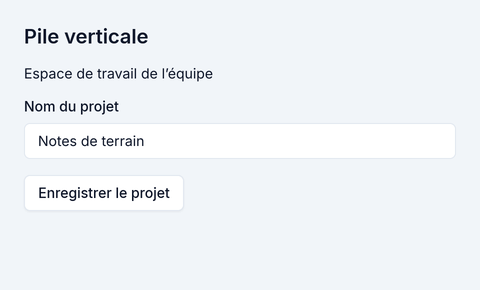 Pile verticale
Espace de travail de l’équipe
Nom du projet
Notes de terrain
Enregistrer le projet